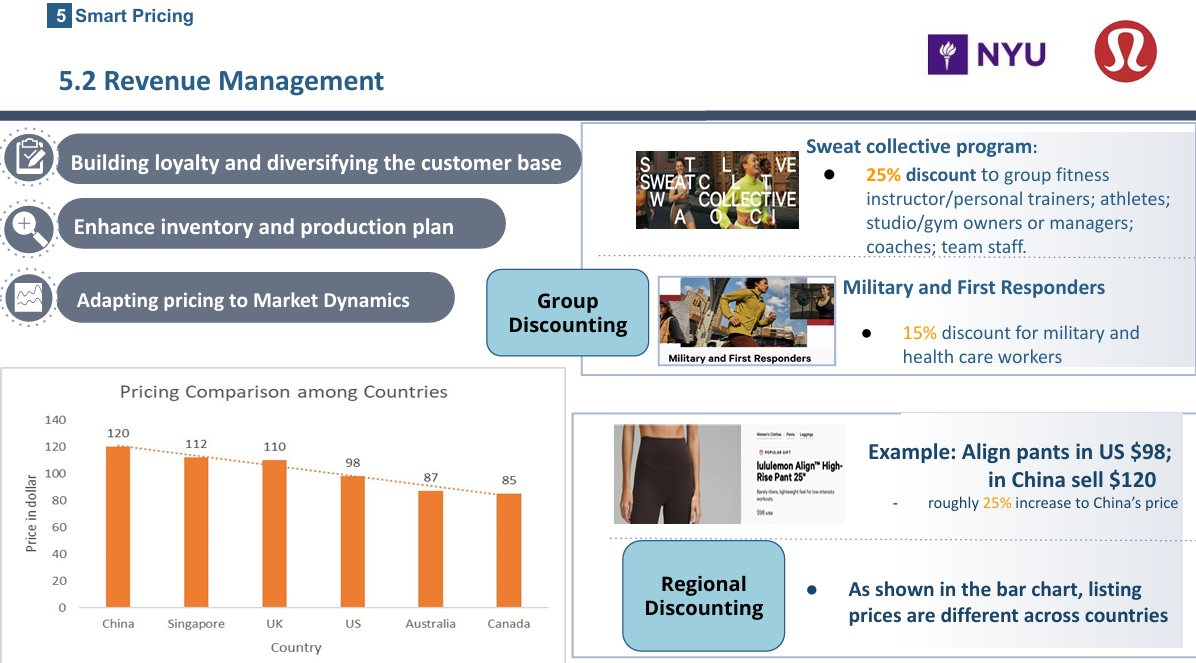 5 Smart Pricing
5.2 Revenue Management
NYU
Building loyalty and diversifying the customer base
Enhance inventory and production plan
Adapting pricing to Market Dynamics
S T L VE
SWEAT C L T
W COLLECTIVE
A O C I
Sweat collective program:
● 25% discount to group fitness
instructor/personal trainers; athletes;
studio/gym owners or managers;
coaches; team staff.
Group
Discounting
Military and First Responders
Military and First Responders
● 15% discount for military and
health care workers
Pricing Comparison among Countries
Price in dollar
140
120
100
80
60
40
20
0
120
112
110
98
87
85
China
Singapore
UK
US
Australia
Canada
Country
Women's Clothes | Pants | Leggings
POPULAR GIFT
lululemon Align™ High-
Rise Pant 25"
Barely there, lightweight feel for low-intensity
workouts.
$98 USD
Example: Align pants in US $98;
in China sell $120
- roughly 25% increase to China's price
Regional
Discounting
● As shown in the bar chart, listing
prices are different across countries